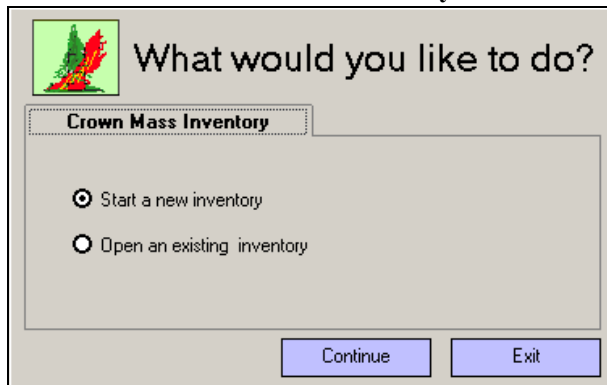 What would you like to do?
Crown Mass Inventory
Start a new inventory
Open an existing inventory
Continue
Exit